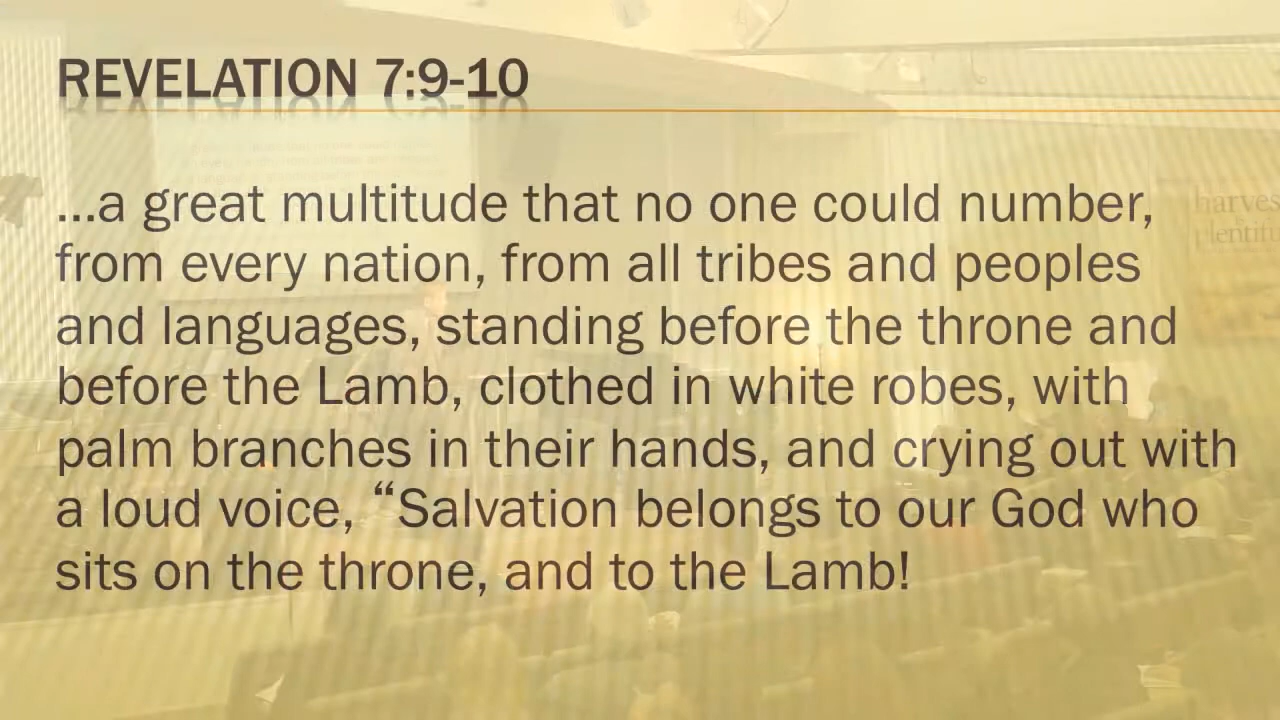 REVELATION 7:9-10
...a great multitude that no one could number,
from every nation, from all tribes and peoples
and languages, standing before the throne and
before the Lamb, clothed in white robes, with
palm branches in their hands, and crying out with
a loud voice, “Salvation belongs to our God who
sits on the throne, and to the Lamb!
harves
plentifu